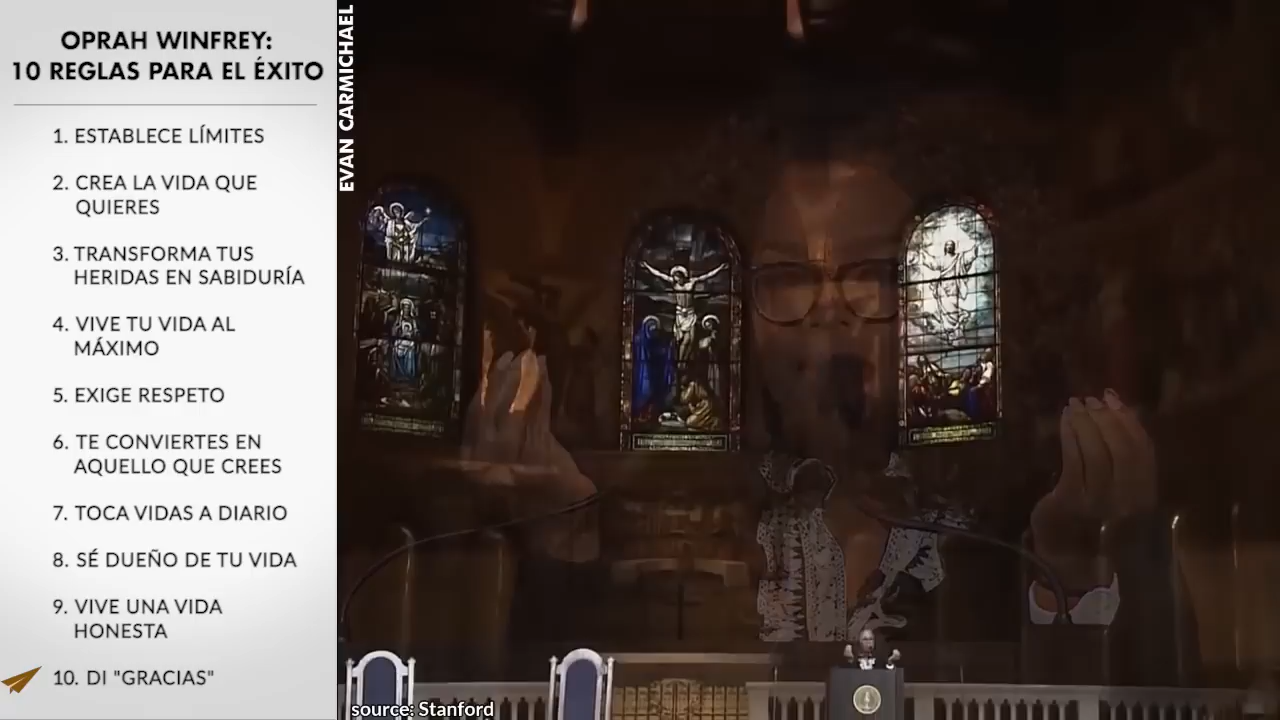 OPRAH WINFREY:
10 REGLAS PARA EL ÉXITO
1. ESTABLECE LÍMITES
2. CREA LA VIDA QUE
QUIERES
3. TRANSFORMA TUS
HERIDAS EN SABIDURÍA
4. VIVE TU VIDA AL
MÁXIMO
5. EXIGE RESPETO
6. TE CONVIERTES EN
AQUELLO QUE CREES
7. TOCA VIDAS A DIARIO
8. SÉ DUEÑO DE TU VIDA
9. VIVE UNA VIDA
HONESTA
10. DI "GRACIAS"
EVAN CARMICHAEL
source: Stanford